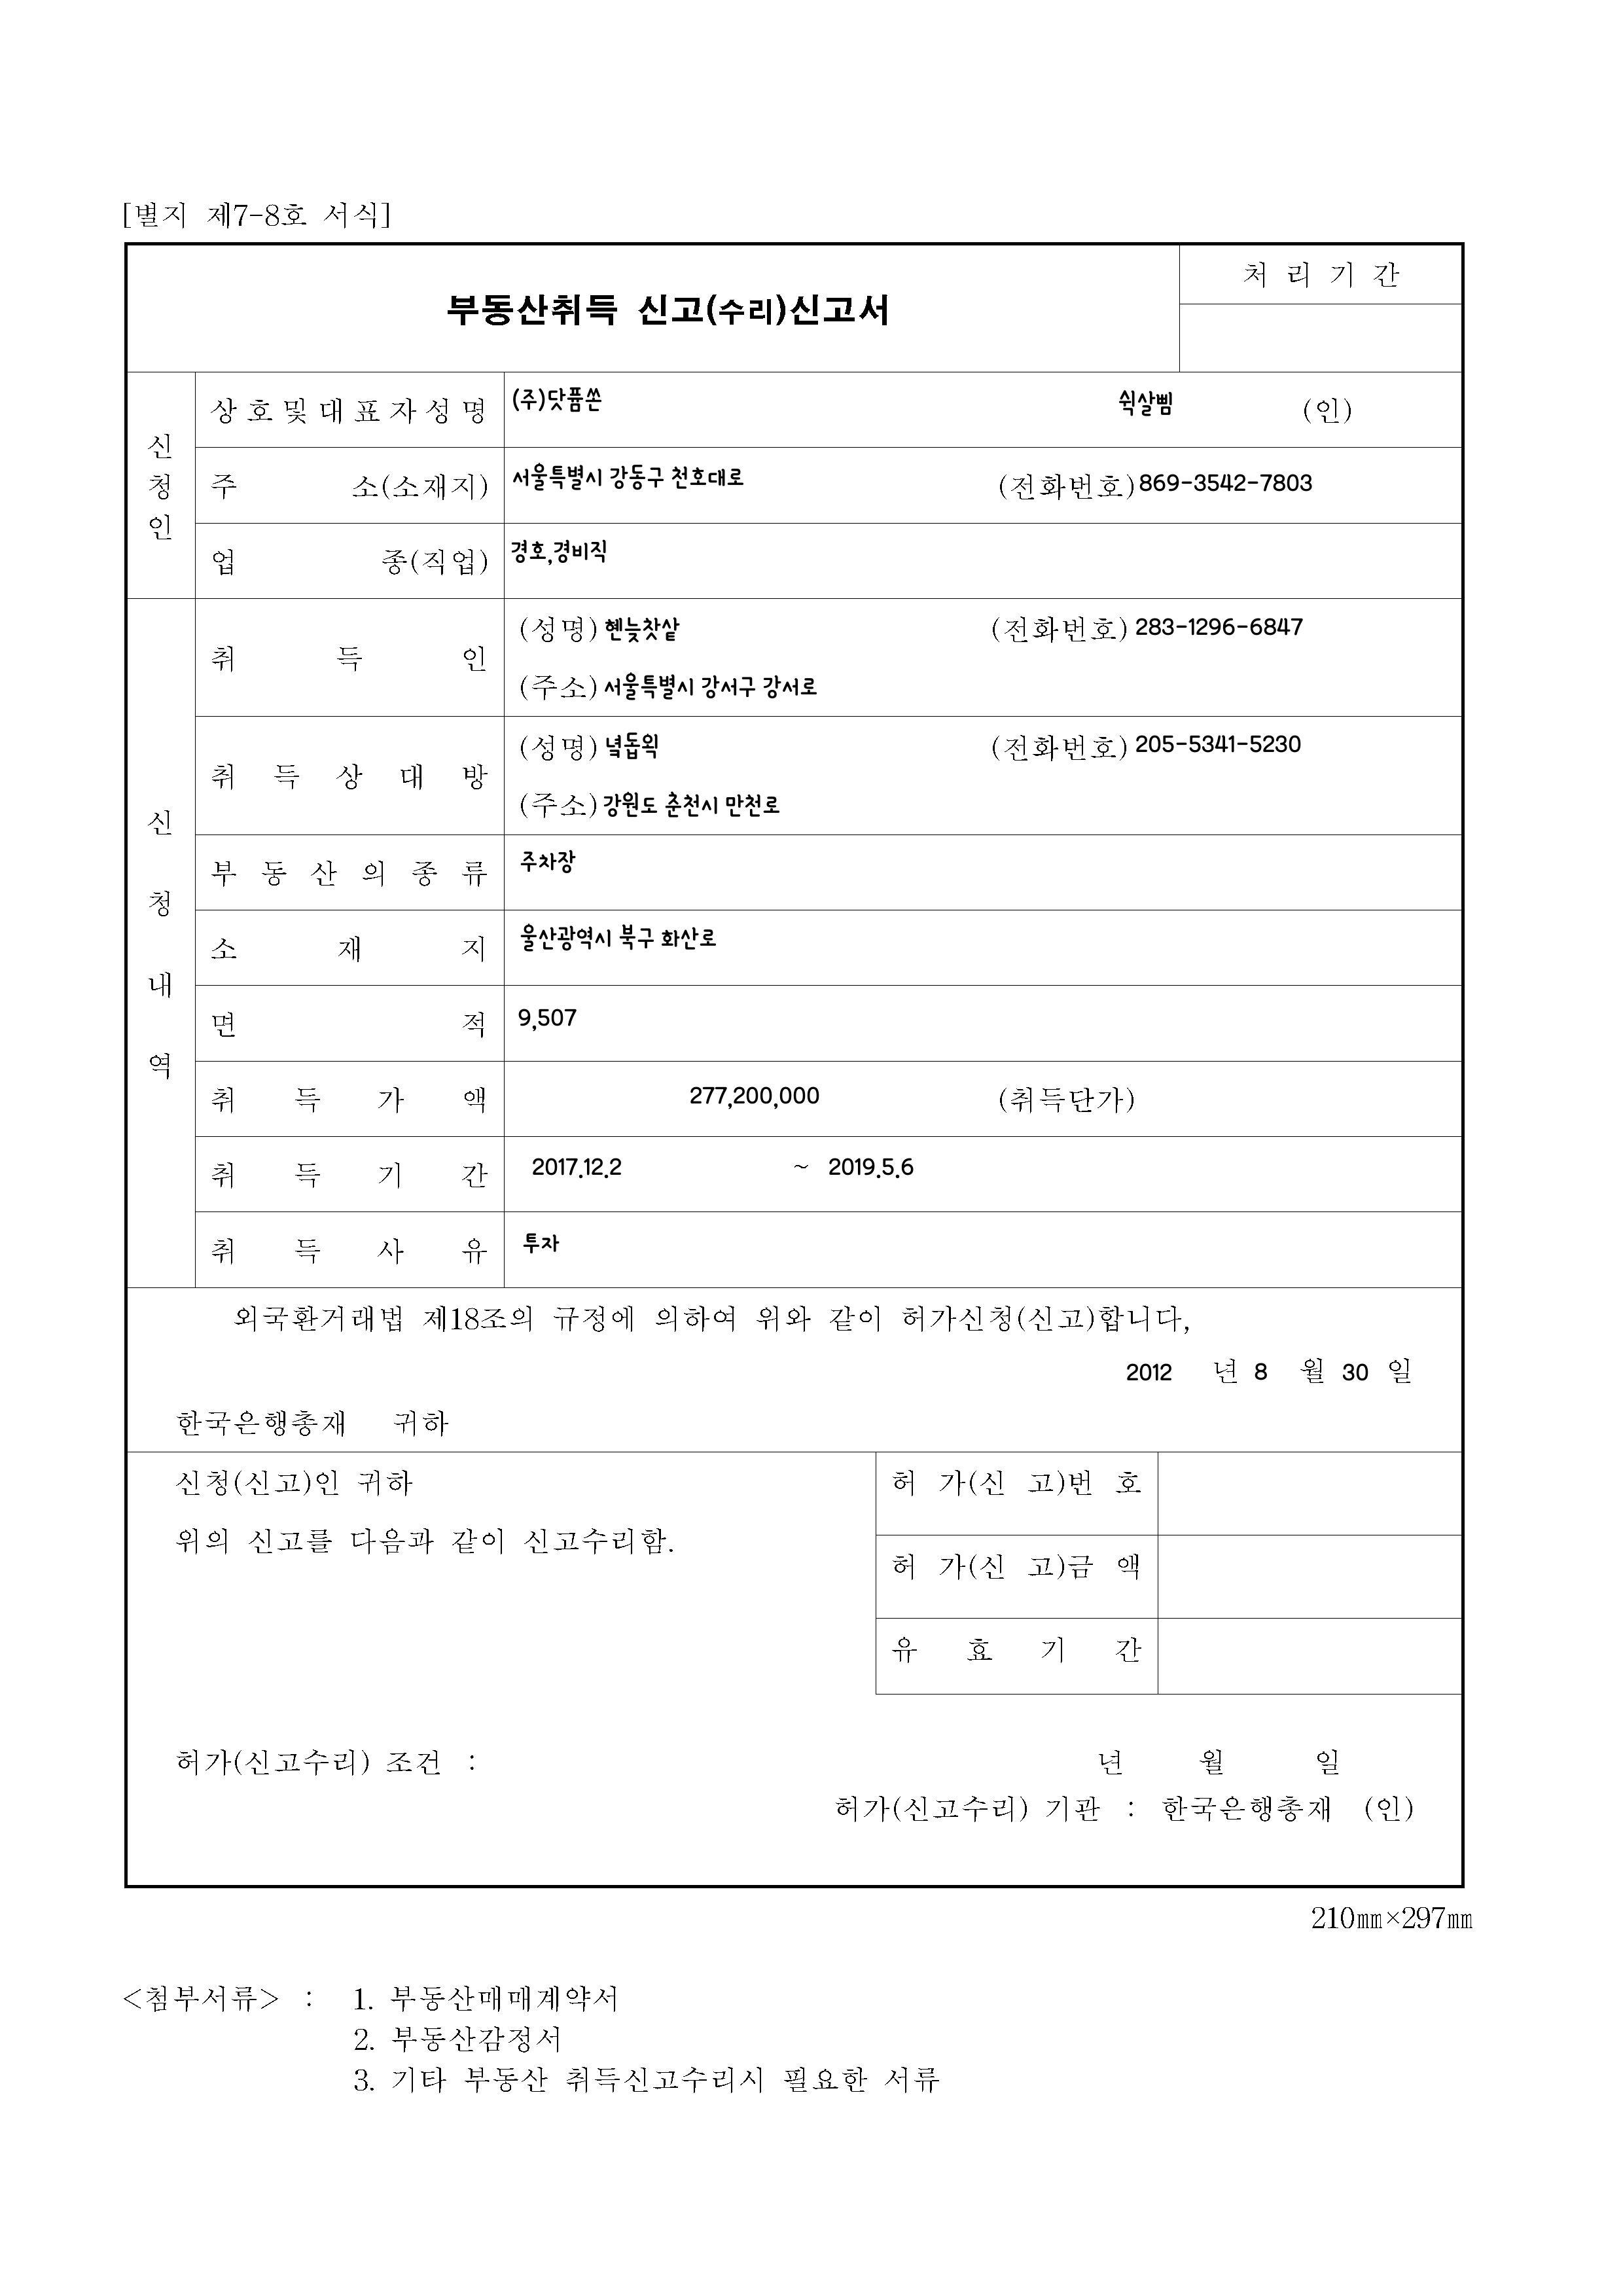 [별지 제7-8호 서식]
부동산취득 신고(수리)신고서
처 리 기 간
신청인
상호및대표자성명 (주)닷품쏜 쉭살삠 (인)
주 소(소재지) 서울특별시 강동구 천호대로 (전화번호) 869-3542-7803
업 종(직업) 경호,경비직
신청내역
취 득 인
(성명) 헨늦찻샅 (전화번호) 283-1296-6847
(주소) 서울특별시 강서구 강서로
취 득 상 대 방
(성명) 녘돕윅 (전화번호) 205-5341-5230
(주소) 강원도 춘천시 만천로
부 동 산 의 종 류 주차장
소 재 지 울산광역시 북구 화산로
면 적 9,507
취 득 가 액 277,200,000 (취득단가)
취 득 기 간 2017.12.2 ~ 2019.5.6
취 득 사 유 투자
외국환거래법 제18조의 규정에 의하여 위와 같이 허가신청(신고)합니다,
2012 년 8 월 30 일
한국은행총재 귀하
신청(신고)인 귀하
위의 신고를 다음과 같이 신고수리함.
허 가(신 고)번 호
허 가(신 고)금 액
유 효 기 간
허가(신고수리) 조건 :
년 월 일
허가(신고수리) 기관 : 한국은행총재 (인)
210㎜×297㎜
<첨부서류> : 1. 부동산매매계약서
2. 부동산감정서
3. 기타 부동산 취득신고수리시 필요한 서류